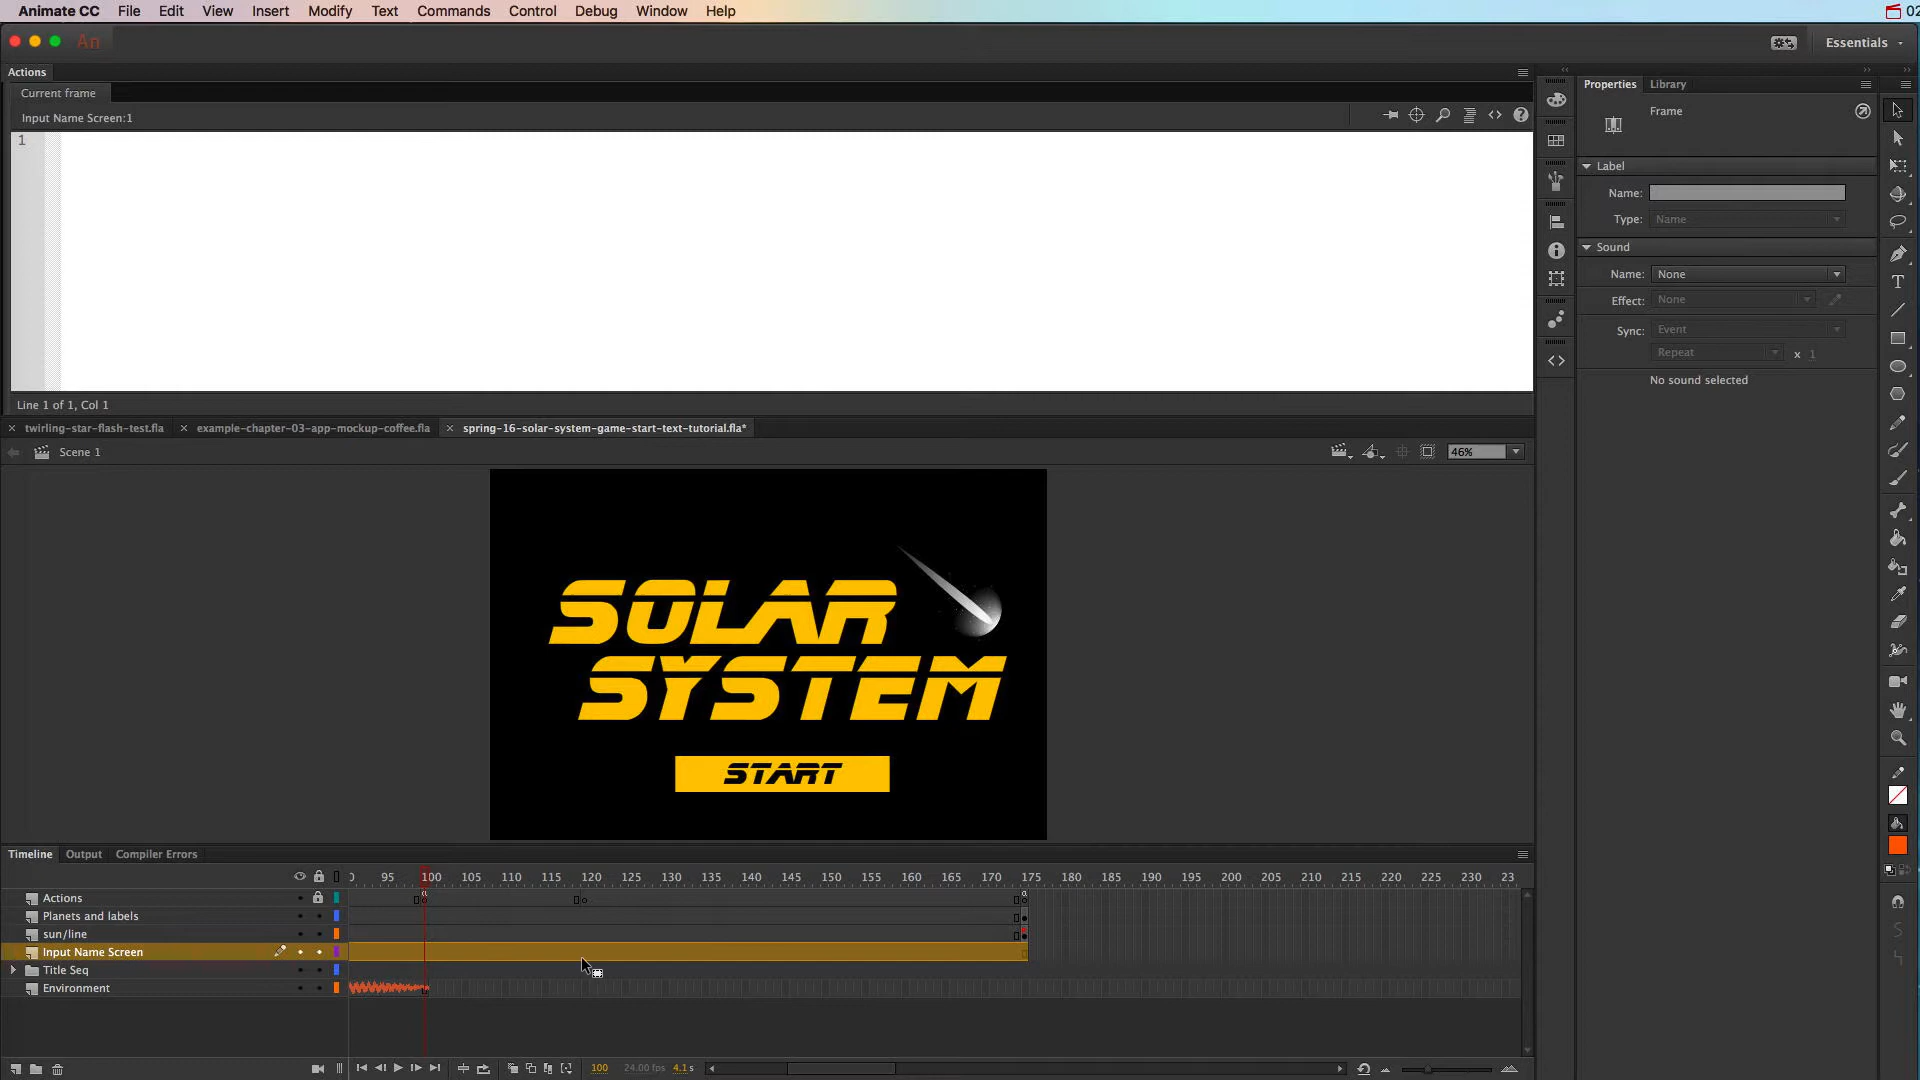 Animate CC File Edit View Insert Modify Text Commands Control Debug Window Help 02
An Essentials
Actions
Current frame
Input Name Screen:1
1
Line 1 of 1, Col 1
Properties Library
Frame
Label
Name:
Type: Name
Sound
Name: None
Effect: None
Sync: Event
Repeat x 1
No sound selected
twirling-star-flash-test.fla example-chapter-03-app-mockup-coffee.fla spring-16-solar-system-game-start-text-tutorial.fla*
Scene 1 46%
SOLAR
SYSTEM
START
Timeline Output Compiler Errors
0 95 100 105 110 115 120 125 130 135 140 145 150 155 160 165 170 175 180 185 190 195 200 205 210 215 220 225 230 23
Actions
Planets and labels
sun/line
Input Name Screen
Title Seq
Environment
100 24.00 fps 4.1 s